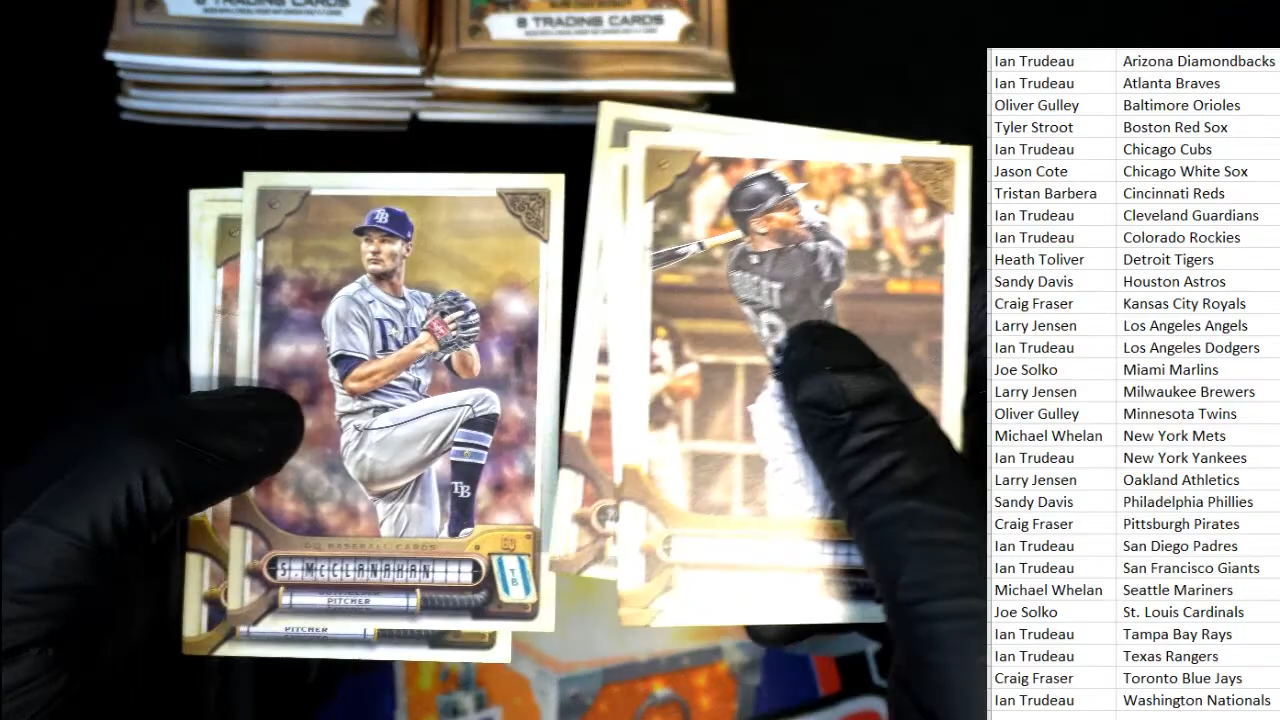 8 TRADING CARDS
8 TRADING CARDS
TB
RAY
TB
GQ BASEBALL CARDS
S. MCCLANAHAN
TB
PITCHER
PITCHER
Ian Trudeau Arizona Diamondbacks
Ian Trudeau Atlanta Braves
Oliver Gulley Baltimore Orioles
Tyler Stroot Boston Red Sox
Ian Trudeau Chicago Cubs
Jason Cote Chicago White Sox
Tristan Barbera Cincinnati Reds
Ian Trudeau Cleveland Guardians
Ian Trudeau Colorado Rockies
Heath Toliver Detroit Tigers
Sandy Davis Houston Astros
Craig Fraser Kansas City Royals
Larry Jensen Los Angeles Angels
Ian Trudeau Los Angeles Dodgers
Joe Solko Miami Marlins
Larry Jensen Milwaukee Brewers
Oliver Gulley Minnesota Twins
Michael Whelan New York Mets
Ian Trudeau New York Yankees
Larry Jensen Oakland Athletics
Sandy Davis Philadelphia Phillies
Craig Fraser Pittsburgh Pirates
Ian Trudeau San Diego Padres
Ian Trudeau San Francisco Giants
Michael Whelan Seattle Mariners
Joe Solko St. Louis Cardinals
Ian Trudeau Tampa Bay Rays
Ian Trudeau Texas Rangers
Craig Fraser Toronto Blue Jays
Ian Trudeau Washington Nationals